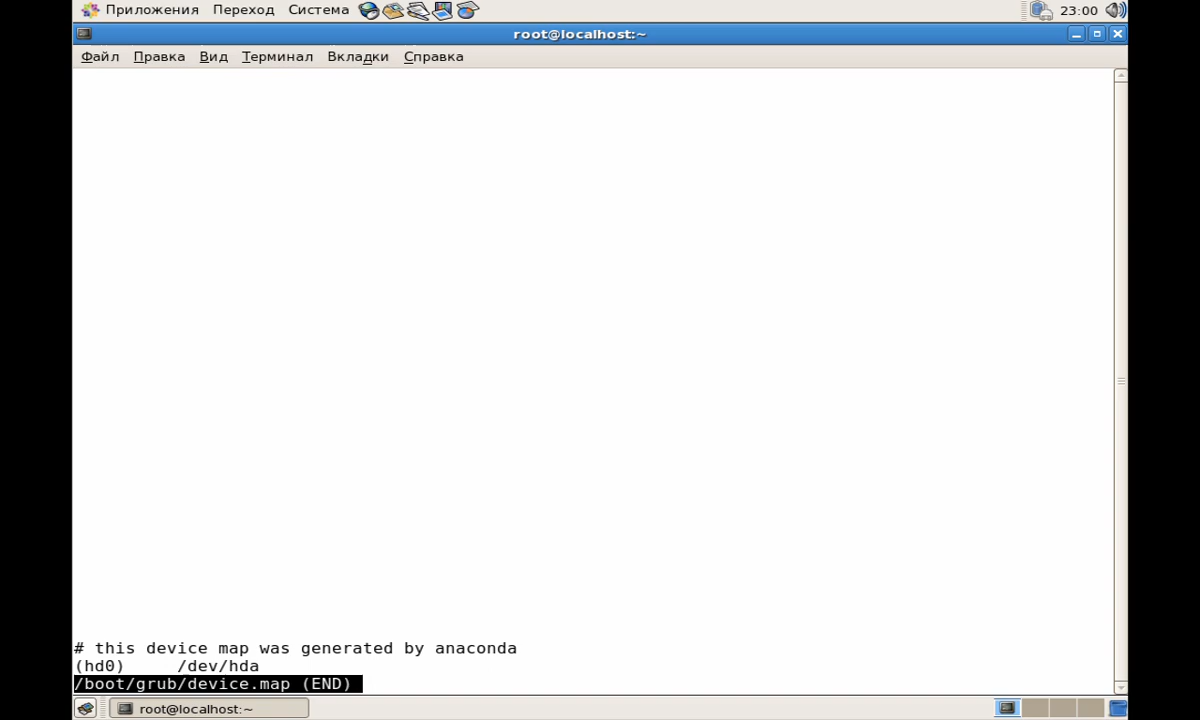 Приложения Переход Система 23:00
root@localhost:~
Файл Правка Вид Терминал Вкладки Справка
# this device map was generated by anaconda
(hd0)     /dev/hda
/boot/grub/device.map (END)
root@localhost:~